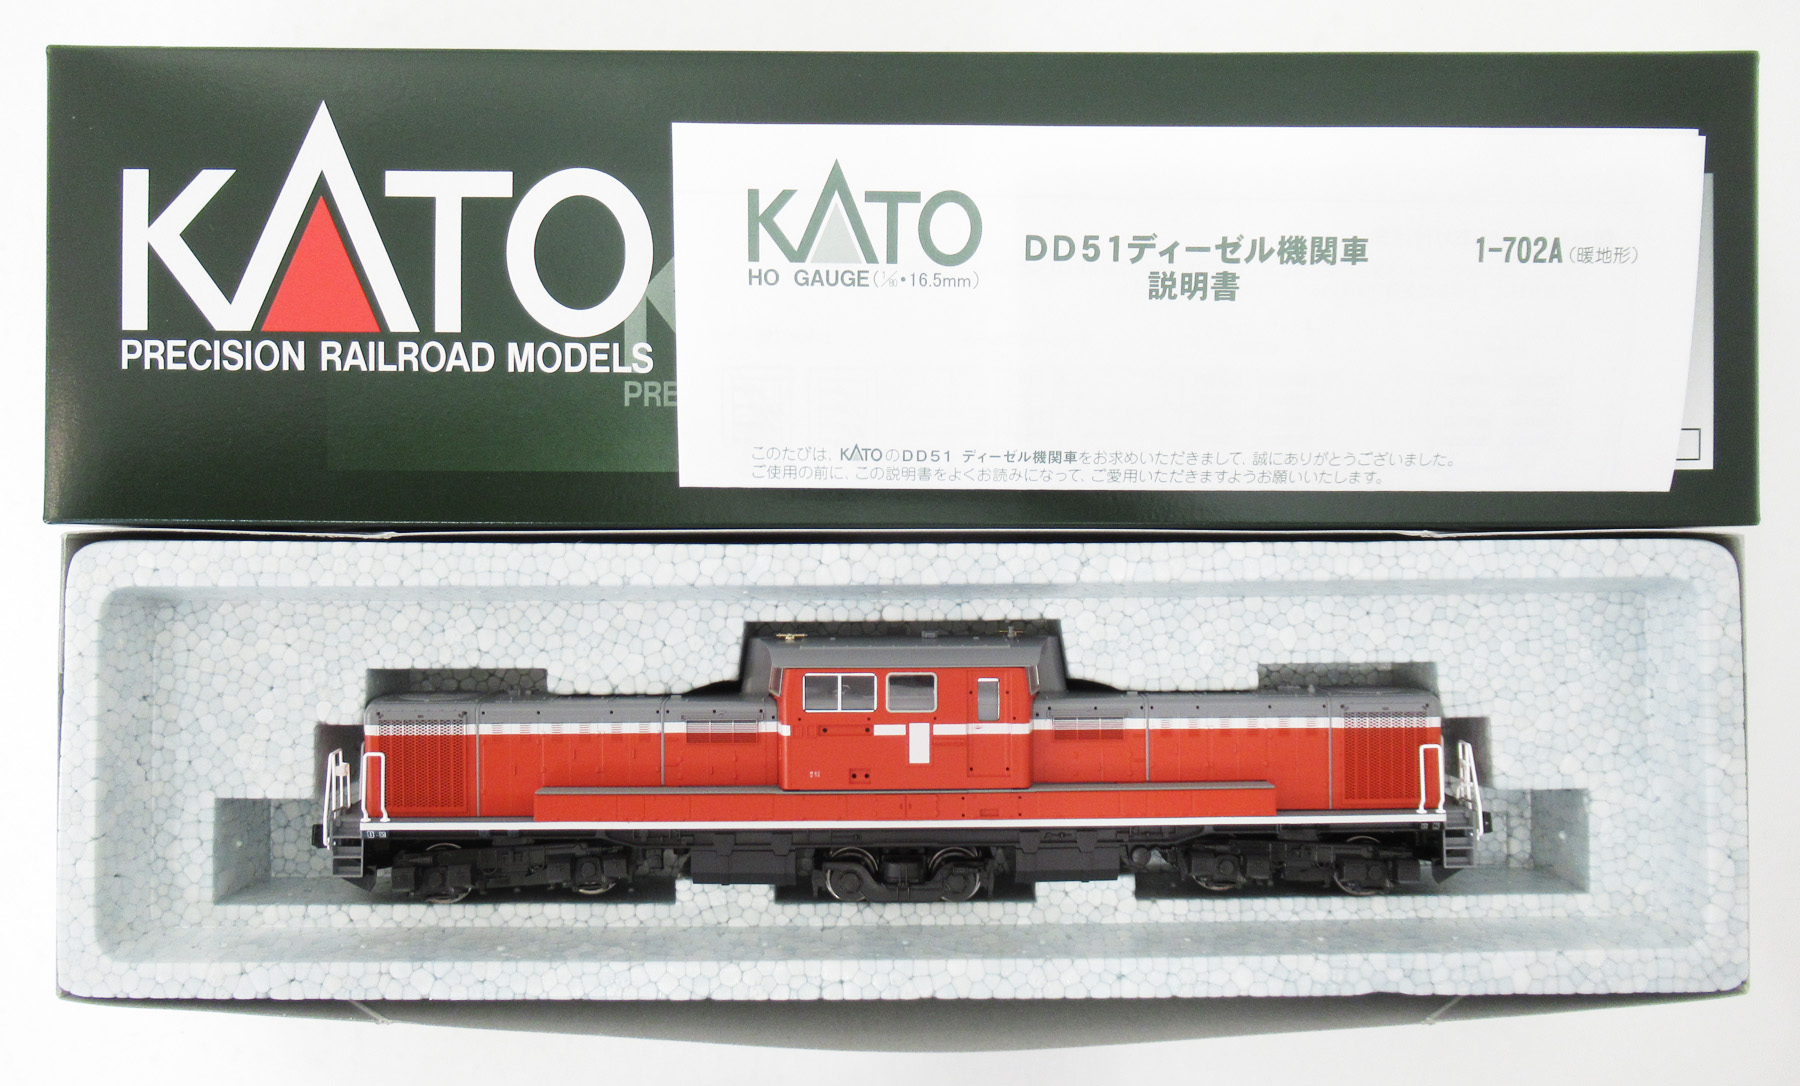 KATO
PRECISION RAILROAD MODELS
PRE
KATO
HO GAUGE(1/80・16.5mm)
DD51ディーゼル機関車
説明書
1-702A(暖地形)
このたびは、KATOのDD51 ディーゼル機関車をお求めいただきまして、誠にありがとうございました。
ご使用の前に、この説明書をよくお読みになって、ご愛用いただきますようお願いいたします。